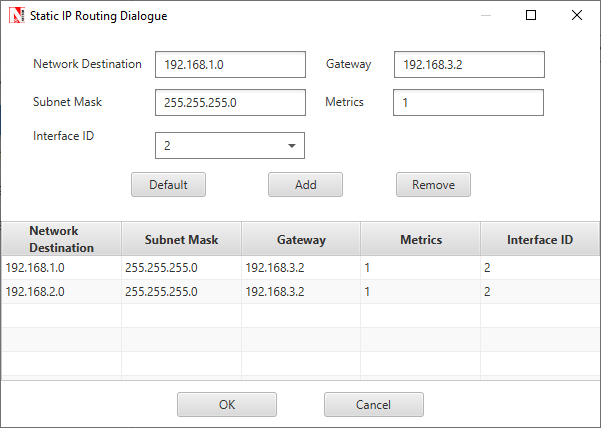 Static IP Routing Dialogue
Network Destination 192.168.1.0 Gateway 192.168.3.2
Subnet Mask 255.255.255.0 Metrics 1
Interface ID 2
Default Add Remove
Network Destination Subnet Mask Gateway Metrics Interface ID
192.168.1.0 255.255.255.0 192.168.3.2 1 2
192.168.2.0 255.255.255.0 192.168.3.2 1 2
OK Cancel